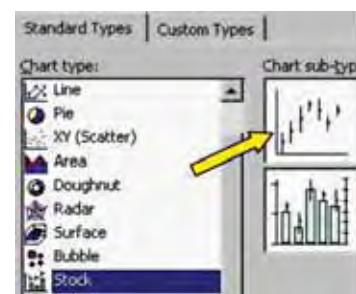 Standard Types
Custom Types
Chart type:
Chart sub-typ
Line
Pie
XY (Scatter)
Area
Doughnut
Radar
Surface
Bubble
Stock